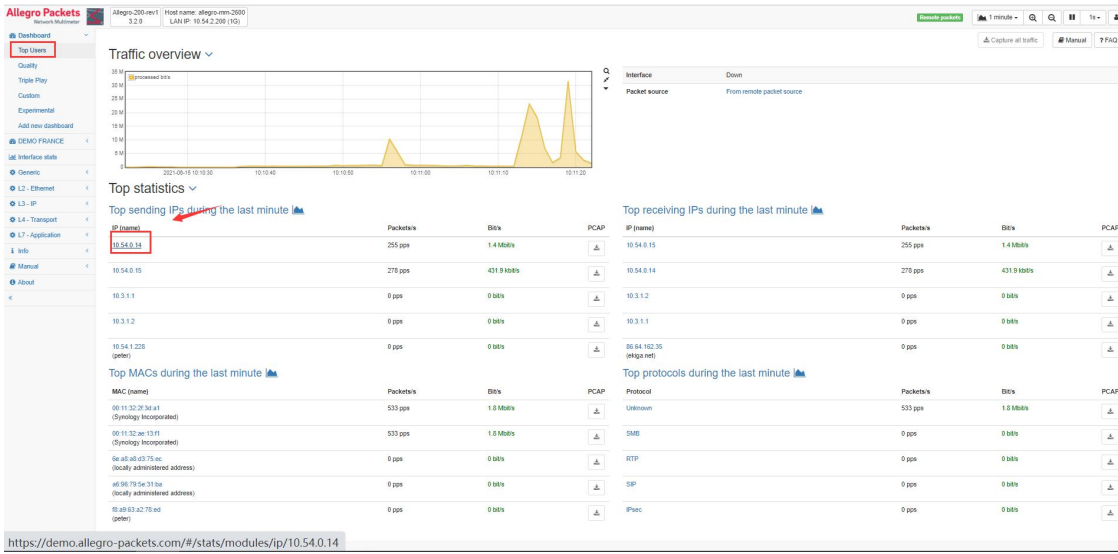 Allegro Packets
Network Multimeter
Allegro-200-rev1
3.2.0
Host name: allegro-mm-2600
LAN IP: 10.54.2.200 (1G)
Remote packets
1 minute
1s
Dashboard
Top Users
Quality
Triple Play
Custom
Experimental
Add new dashboard
DEMO FRANCE
Interface stats
Generic
L2 - Ethernet
L3 - IP
L4 - Transport
L7 - Application
Info
Manual
About
«
Capture all traffic
Manual
? FAQ
Traffic overview
processed bit/s
35 M
30 M
25 M
20 M
15 M
10 M
5 M
0
2021-06-15 10:10:30
10:10:40
10:10:50
10:11:00
10:11:10
10:11:20
Interface Down
Packet source From remote packet source
Top statistics
Top sending IPs during the last minute
IP (name) Packets/s Bit/s PCAP
10.54.0.14 255 pps 1.4 Mbit/s
10.54.0.15 278 pps 431.9 kbit/s
10.3.1.1 0 pps 0 bit/s
10.3.1.2 0 pps 0 bit/s
10.54.1.228 0 pps 0 bit/s
(peter)
Top receiving IPs during the last minute
IP (name) Packets/s Bit/s PCAP
10.54.0.15 255 pps 1.4 Mbit/s
10.54.0.14 278 pps 431.9 kbit/s
10.3.1.2 0 pps 0 bit/s
10.3.1.1 0 pps 0 bit/s
86.64.162.35 0 pps 0 bit/s
(ekiga.net)
Top MACs during the last minute
MAC (name) Packets/s Bit/s PCAP
00:11:32:2f:3d:a1 533 pps 1.8 Mbit/s
(Synology Incorporated)
00:11:32:ae:13:f1 533 pps 1.8 Mbit/s
(Synology Incorporated)
6e:a8:a8:d3:75:ec 0 pps 0 bit/s
(locally administered address)
a6:96:79:5e:31:ba 0 pps 0 bit/s
(locally administered address)
f8:a9:63:a2:78:ed 0 pps 0 bit/s
(peter)
Top protocols during the last minute
Protocol Packets/s Bit/s PCAP
Unknown 533 pps 1.8 Mbit/s
SMB 0 pps 0 bit/s
RTP 0 pps 0 bit/s
SIP 0 pps 0 bit/s
IPsec 0 pps 0 bit/s
https://demo.allegro-packets.com/#/stats/modules/ip/10.54.0.14